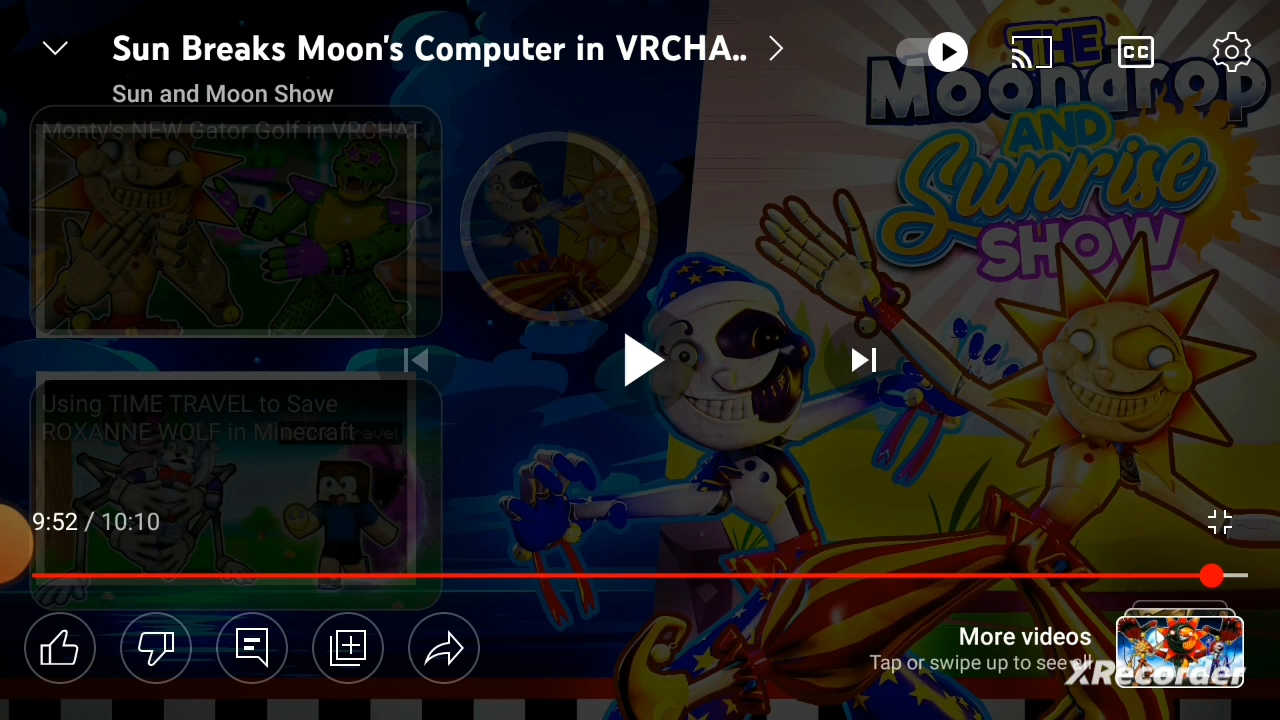 Sun Breaks Moon's Computer in VRCHA..
Sun and Moon Show
CC
THE
Moondrop
AND
Sunrise
SHOW
Monty's NEW Gator Golf in VRCHAT
Using TIME TRAVEL to Save
ROXANNE WOLF in Minecraft
9:52 / 10:10
More videos
Tap or swipe up to see all
XRecorder